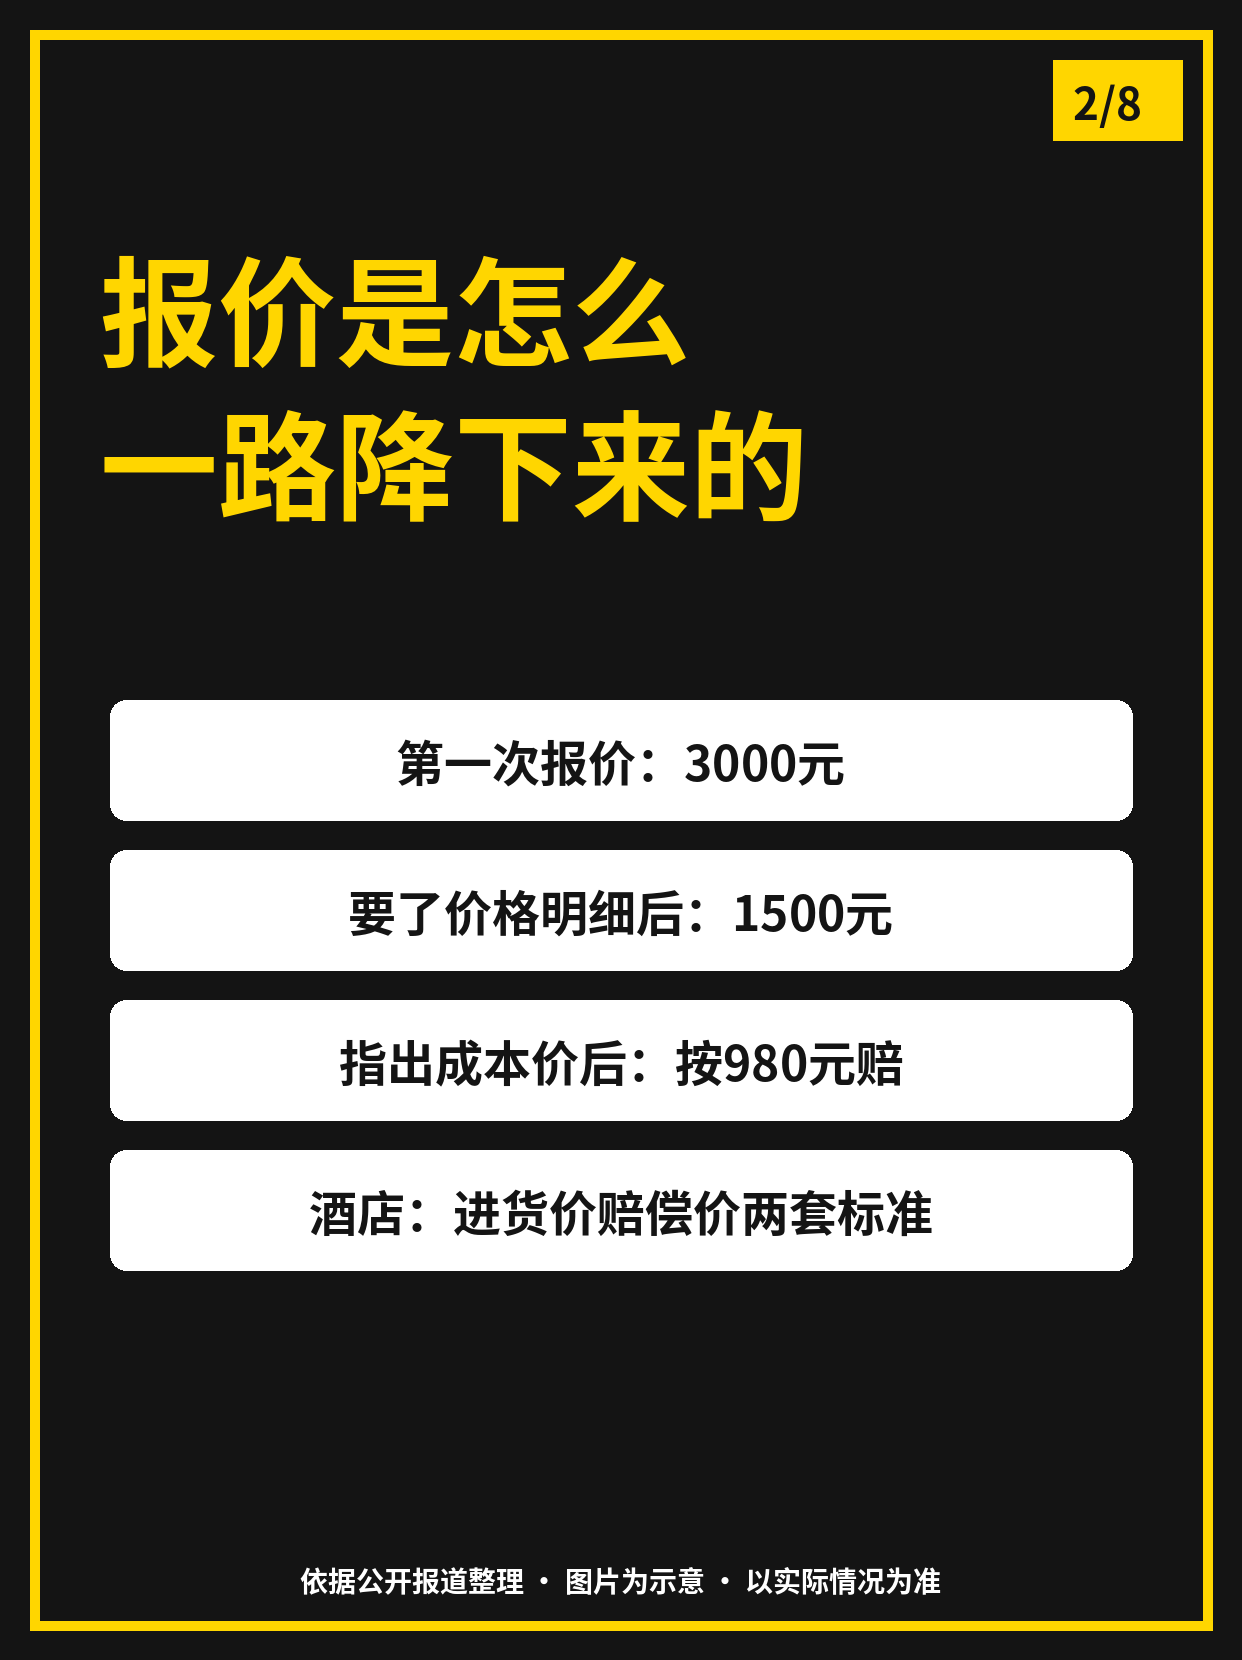 2/8
报价是怎么
一路降下来的
第一次报价：3000元
要了价格明细后：1500元
指出成本价后：按980元赔
酒店：进货价赔偿价两套标准
依据公开报道整理 · 图片为示意 · 以实际情况为准